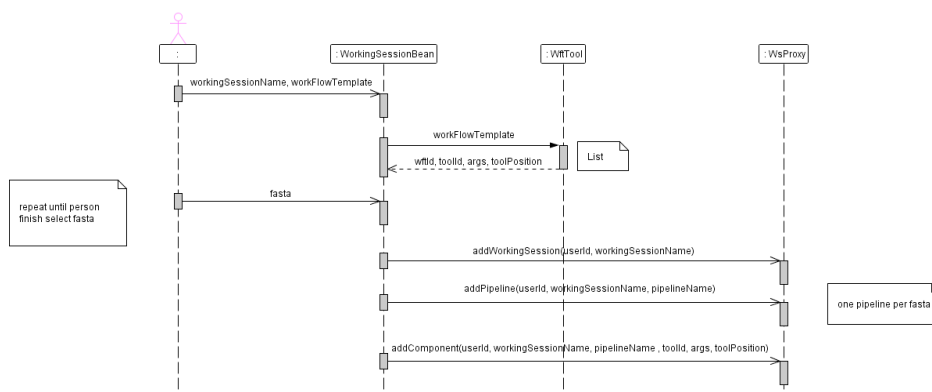 :
: WorkingSessionBean
: WftTool
: WsProxy
workingSessionName, workFlowTemplate
workFlowTemplate
List
wftId, toolId, args, toolPosition
fasta
repeat until person
finish select fasta
addWorkingSession(userId, workingSessionName)
addPipeline(userId, workingSessionName, pipelineName)
one pipeline per fasta
addComponent(userId, workingSessionName, pipelineName , toolId, args, toolPosition)